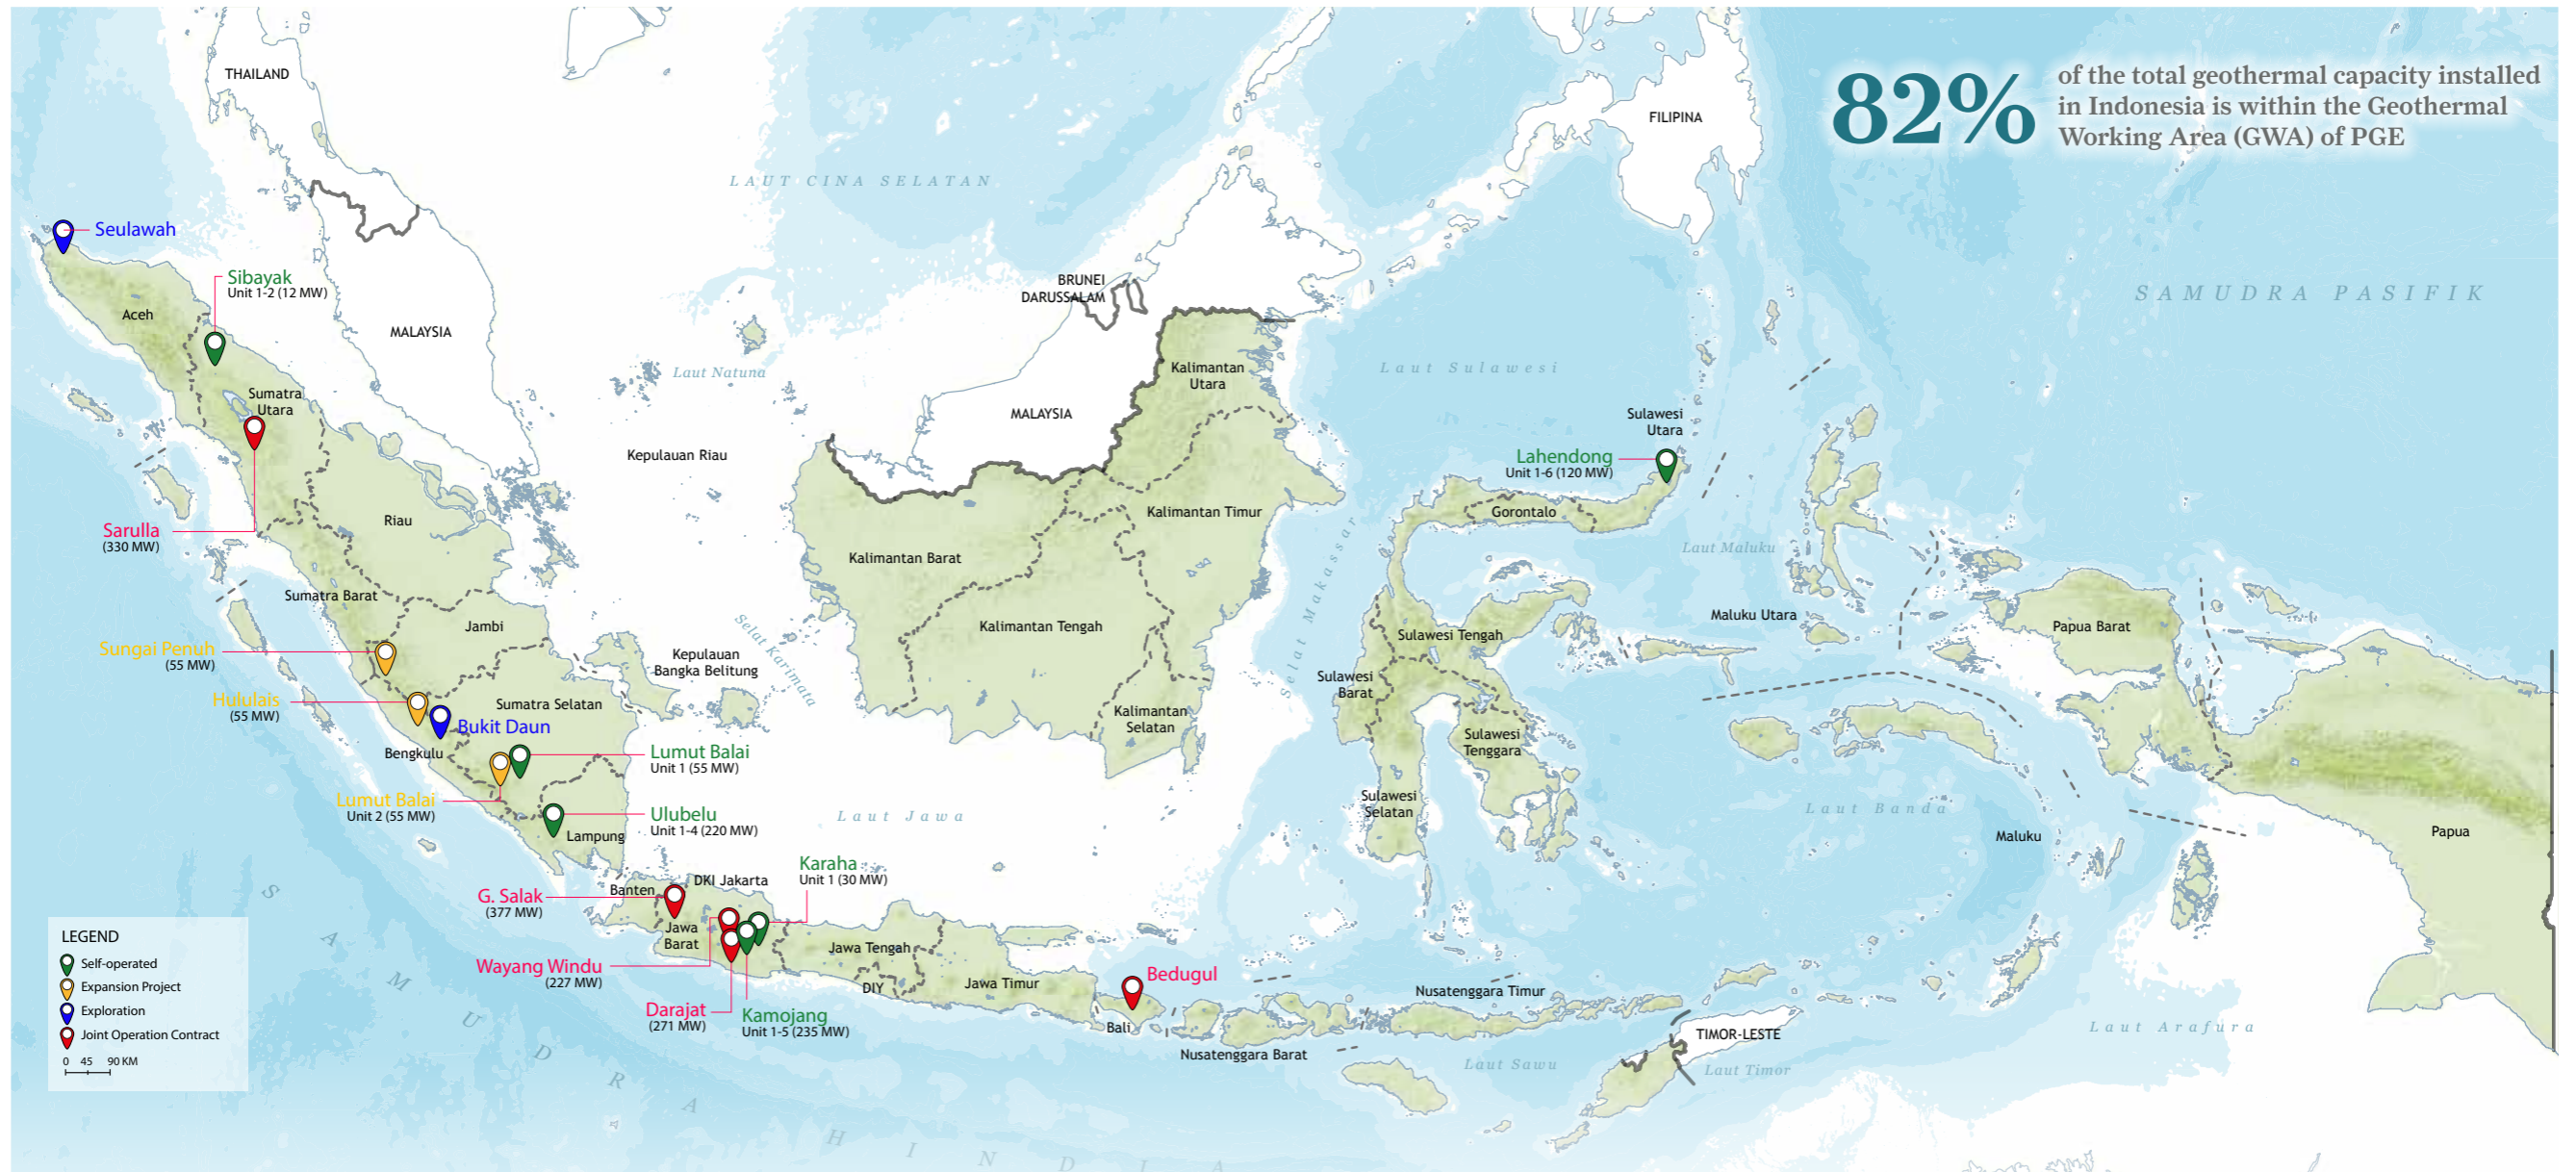 82%
of the total geothermal capacity installed
in Indonesia is within the Geothermal
Working Area (GWA) of PGE
THAILAND
FILIPINA
LAUT CINA SELATAN
Seulawah
Sibayak
Unit 1-2 (12 MW)
BRUNEI
DARUSSALAM
SAMUDRA PASIFIK
Aceh
MALAYSIA
Laut Natuna
Kalimantan
Utara
Laut Sulawesi
Sumatra
Utara
MALAYSIA
Sulawesi
Utara
Kepulauan Riau
Lahendong
Unit 1-6 (120 MW)
Sarulla
(330 MW)
Riau
Kalimantan Timur
Gorontalo
Kalimantan Barat
Selat Makassar
Laut Maluku
Sumatra Barat
Jambi
Selat Karimata
Kalimantan Tengah
Sulawesi Tengah
Maluku Utara
Papua Barat
Sungai Penuh
(55 MW)
Kepulauan
Bangka Belitung
Sulawesi
Barat
Hululais
(55 MW)
Sumatra Selatan
Bukit Daun
Kalimantan
Selatan
Sulawesi
Tenggara
Bengkulu
Lumut Balai
Unit 1 (55 MW)
Lumut Balai
Unit 2 (55 MW)
Ulubelu
Unit 1-4 (220 MW)
Lampung
Laut Jawa
Sulawesi
Selatan
Laut Banda
Maluku
Papua
Karaha
Unit 1 (30 MW)
Banten
DKI Jakarta
G. Salak
(377 MW)
Jawa
Barat
Jawa Tengah
Wayang Windu
(227 MW)
DIY
Jawa Timur
Bedugul
Darajat
(271 MW)
Kamojang
Unit 1-5 (235 MW)
Bali
Nusatenggara Timur
Nusatenggara Barat
TIMOR-LESTE
Laut Sawu
Laut Timor
Laut Arafura
SAMUDRA HINDIA
LEGEND
Self-operated
Expansion Project
Exploration
Joint Operation Contract
0 45 90 KM